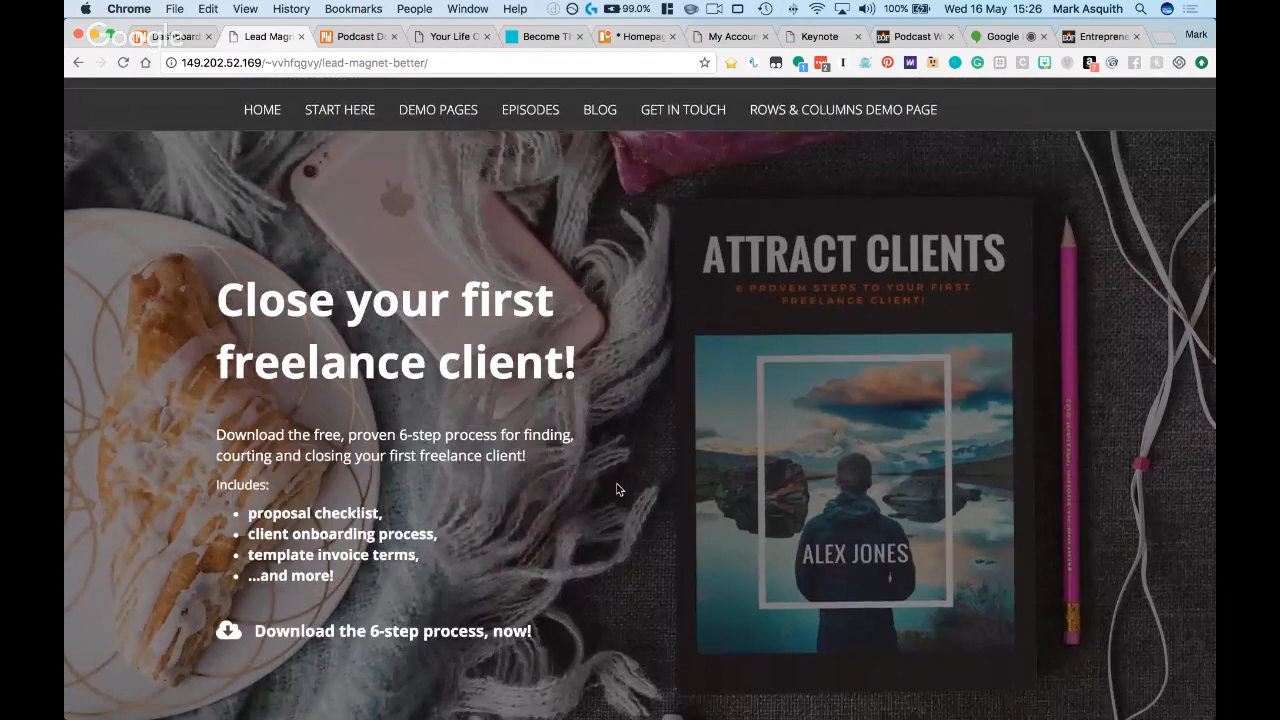 Chrome File Edit View History Bookmarks People Window Help 99.0% 100% Wed 16 May 15:26 Mark Asquith
Google
Dashboard Lead Magn Podcast Do Your Life O Become Th * Homepag My Accoun Keynote Podcast W Google Entreprene Mark
149.202.52.169/~vvhfqgvy/lead-magnet-better/
HOME START HERE DEMO PAGES EPISODES BLOG GET IN TOUCH ROWS & COLUMNS DEMO PAGE
ATTRACT CLIENTS
6 PROVEN STEPS TO YOUR FIRST
FREELANCE CLIENT!
Close your first
freelance client!
Download the free, proven 6-step process for finding,
courting and closing your first freelance client!
Includes:
proposal checklist,
client onboarding process,
template invoice terms,
...and more!
ALEX JONES
Download the 6-step process, now!